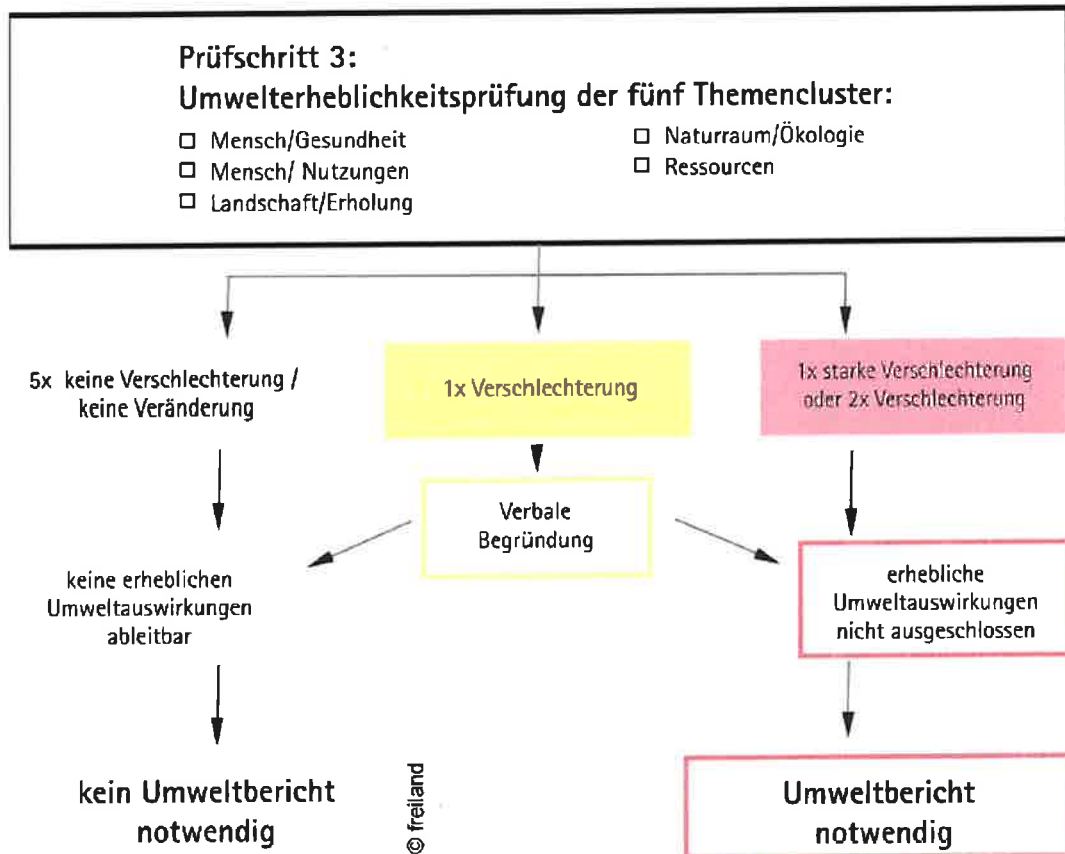 Prüfschritt 3:
Umwelterheblichkeitsprüfung der fünf Themencluster:
Mensch/Gesundheit
Mensch/ Nutzungen
Landschaft/Erholung
Naturraum/Ökologie
Ressourcen
5x keine Verschlechterung /
keine Veränderung
1x Verschlechterung
1x starke Verschlechterung
oder 2x Verschlechterung
Verbale
Begründung
keine erheblichen
Umweltauswirkungen
ableitbar
erhebliche
Umweltauswirkungen
nicht ausgeschlossen
kein Umweltbericht
notwendig
© freiland
Umweltbericht
notwendig